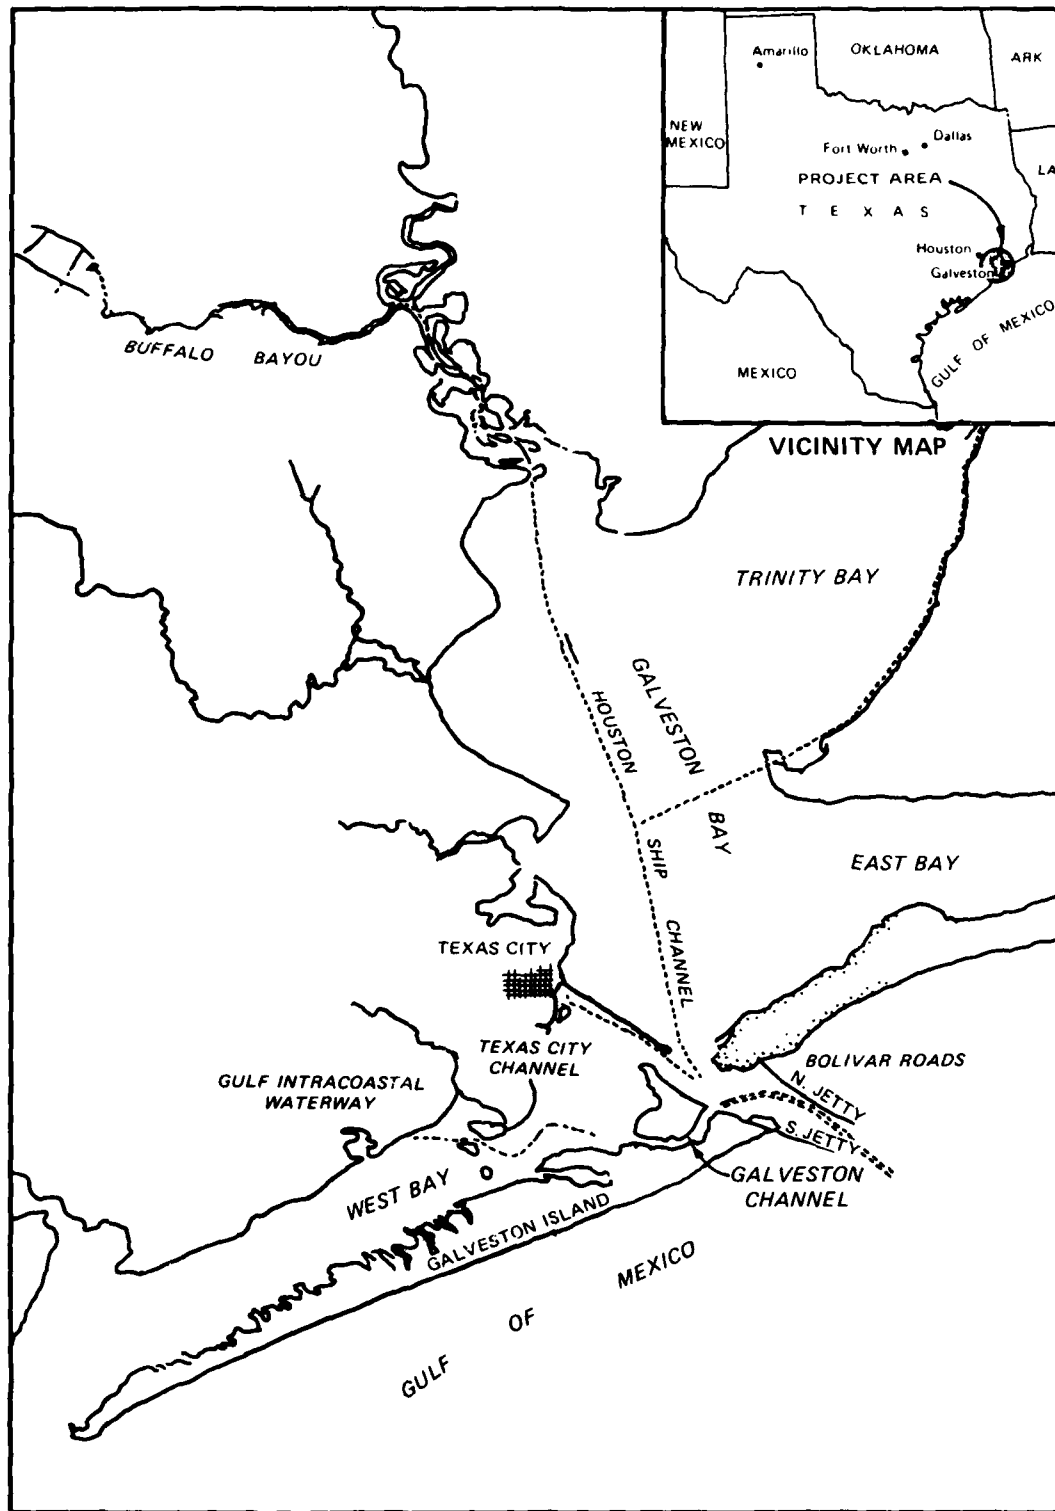 Amarillo
OKLAHOMA
ARK
NEW
MEXICO
Dallas
Fort Worth
LA
PROJECT AREA
TEXAS
Houston
Galveston
GULF OF MEXICO
MEXICO
VICINITY MAP
BUFFALO BAYOU
TRINITY BAY
GALVESTON BAY
HOUSTON SHIP CHANNEL
EAST BAY
TEXAS CITY
TEXAS CITY
CHANNEL
BOLIVAR ROADS
GULF INTRACOASTAL
WATERWAY
N. JETTY
S. JETTY
GALVESTON
CHANNEL
WEST BAY
GALVESTON ISLAND
GULF OF MEXICO